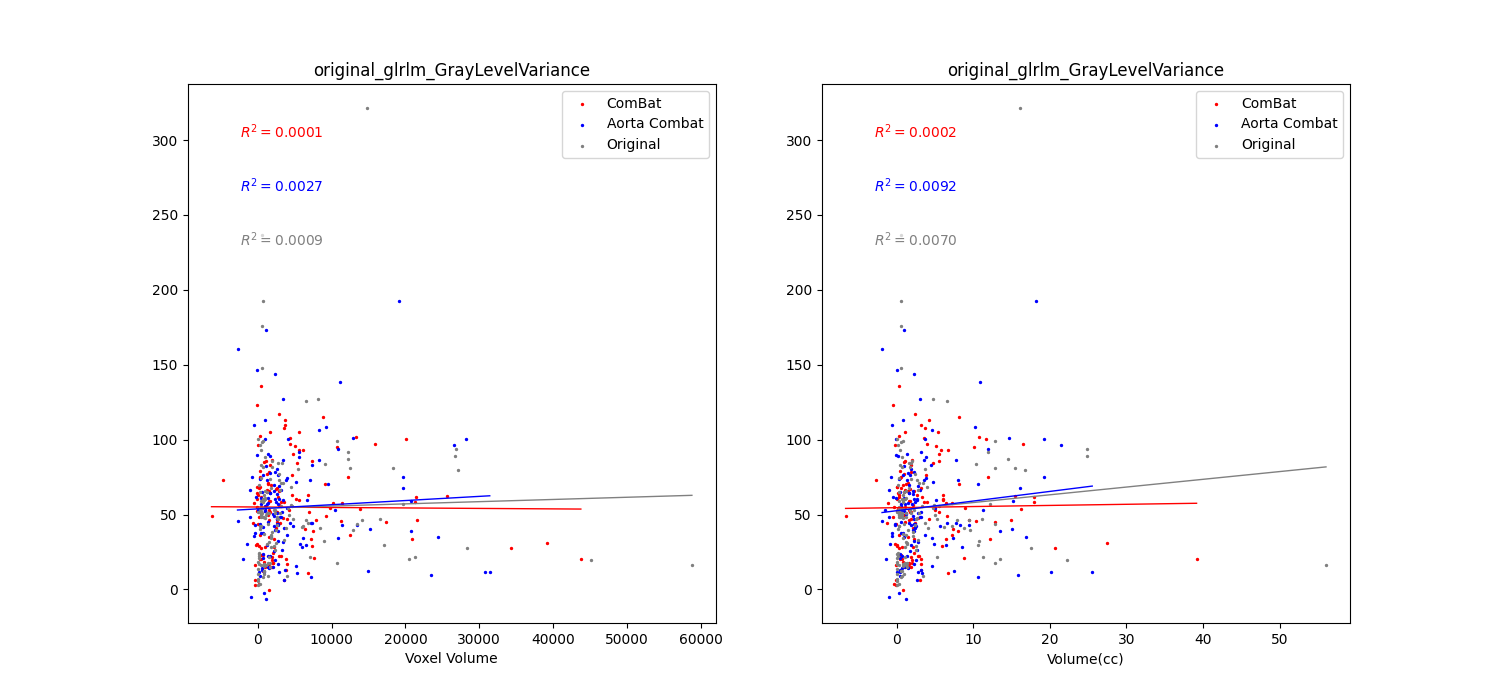 original_glrlm_GrayLevelVariance
ComBat
Aorta Combat
Original
R² = 0.0001
R² = 0.0027
R² = 0.0009
300
250
200
150
100
50
0
0 10000 20000 30000 40000 50000 60000
Voxel Volume
original_glrlm_GrayLevelVariance
ComBat
Aorta Combat
Original
R² = 0.0002
R² = 0.0092
R² = 0.0070
300
250
200
150
100
50
0
0 10 20 30 40 50
Volume(cc)